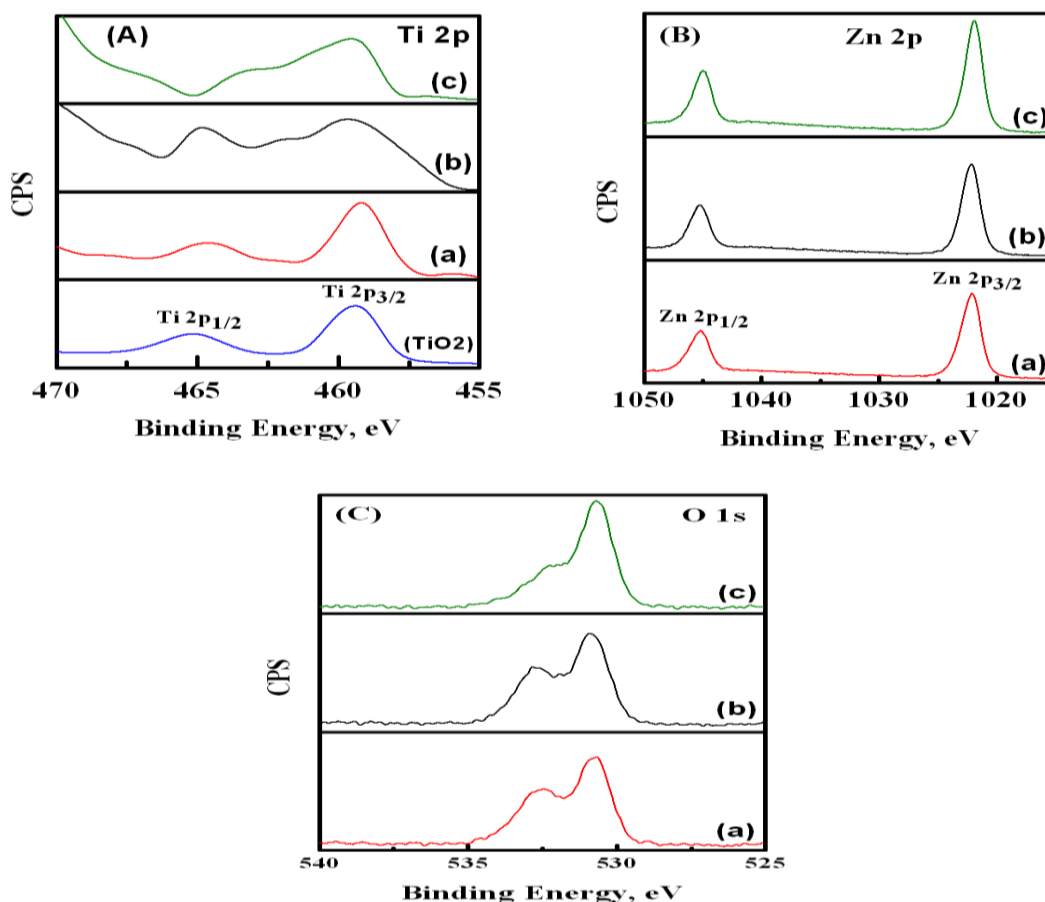 (A) Ti 2p
(c)
(b)
(a)
Ti 2p3/2
Ti 2p1/2
(TiO2)
CPS
470 465 460 455
Binding Energy, eV
(B) Zn 2p
(c)
(b)
Zn 2p3/2
Zn 2p1/2
(a)
CPS
1050 1040 1030 1020
Binding Energy, eV
(C) O 1s
(c)
(b)
(a)
CPS
540 535 530 525
Binding Energy, eV